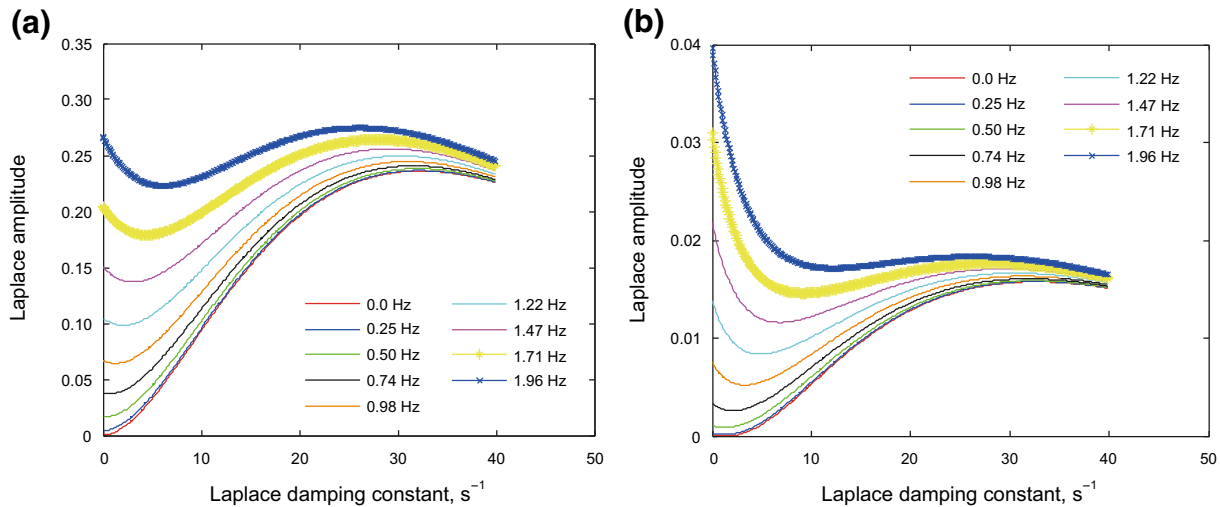 (a)
0.35
0.30
0.25
0.20
0.15
0.10
0.05
0
Laplace amplitude
0.0 Hz
0.25 Hz
0.50 Hz
0.74 Hz
0.98 Hz
1.22 Hz
1.47 Hz
1.71 Hz
1.96 Hz
0 10 20 30 40 50
Laplace damping constant, s⁻¹
(b)
0.04
0.03
0.02
0.01
0
Laplace amplitude
0.0 Hz
0.25 Hz
0.50 Hz
0.74 Hz
0.98 Hz
1.22 Hz
1.47 Hz
1.71 Hz
1.96 Hz
0 10 20 30 40 50
Laplace damping constant, s⁻¹